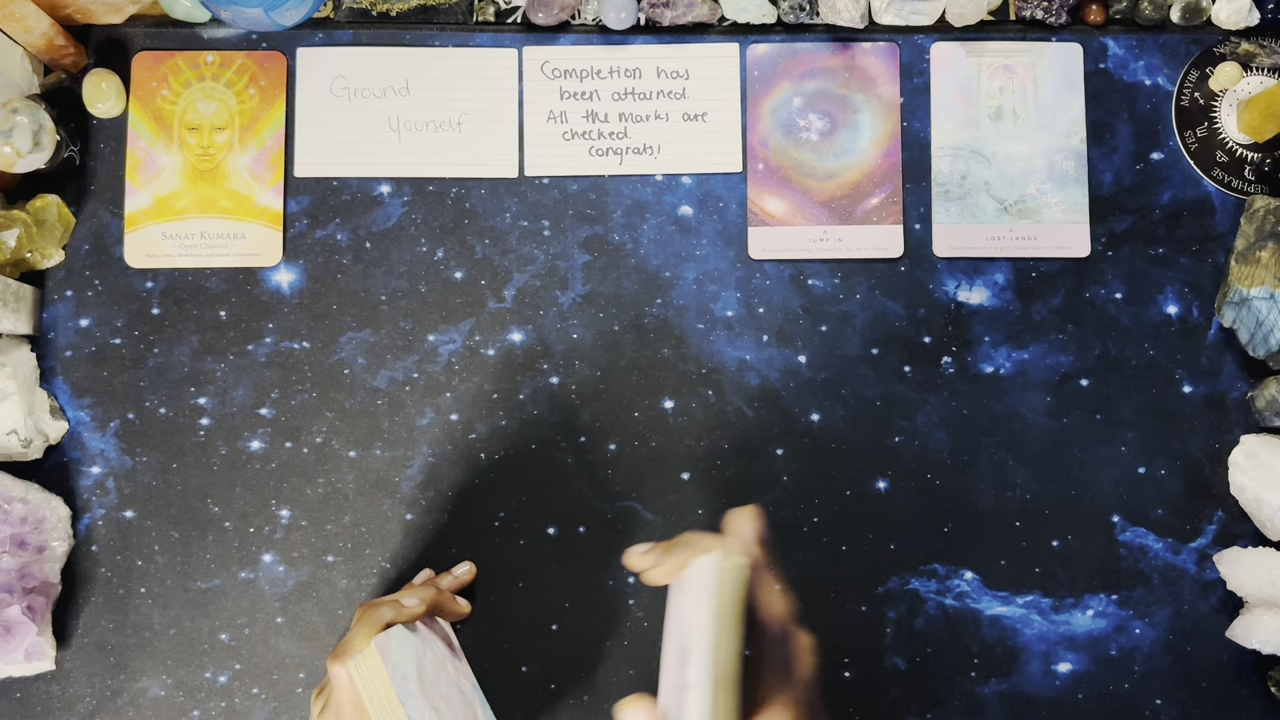 SANAT KUMARA
~ Open Channel ~
Ground
Yourself
Completion has
been attained.
All the marks are
checked.
congrats!
JUMP IN
LOST LANDS
MAYBE
YES
REPHRASE